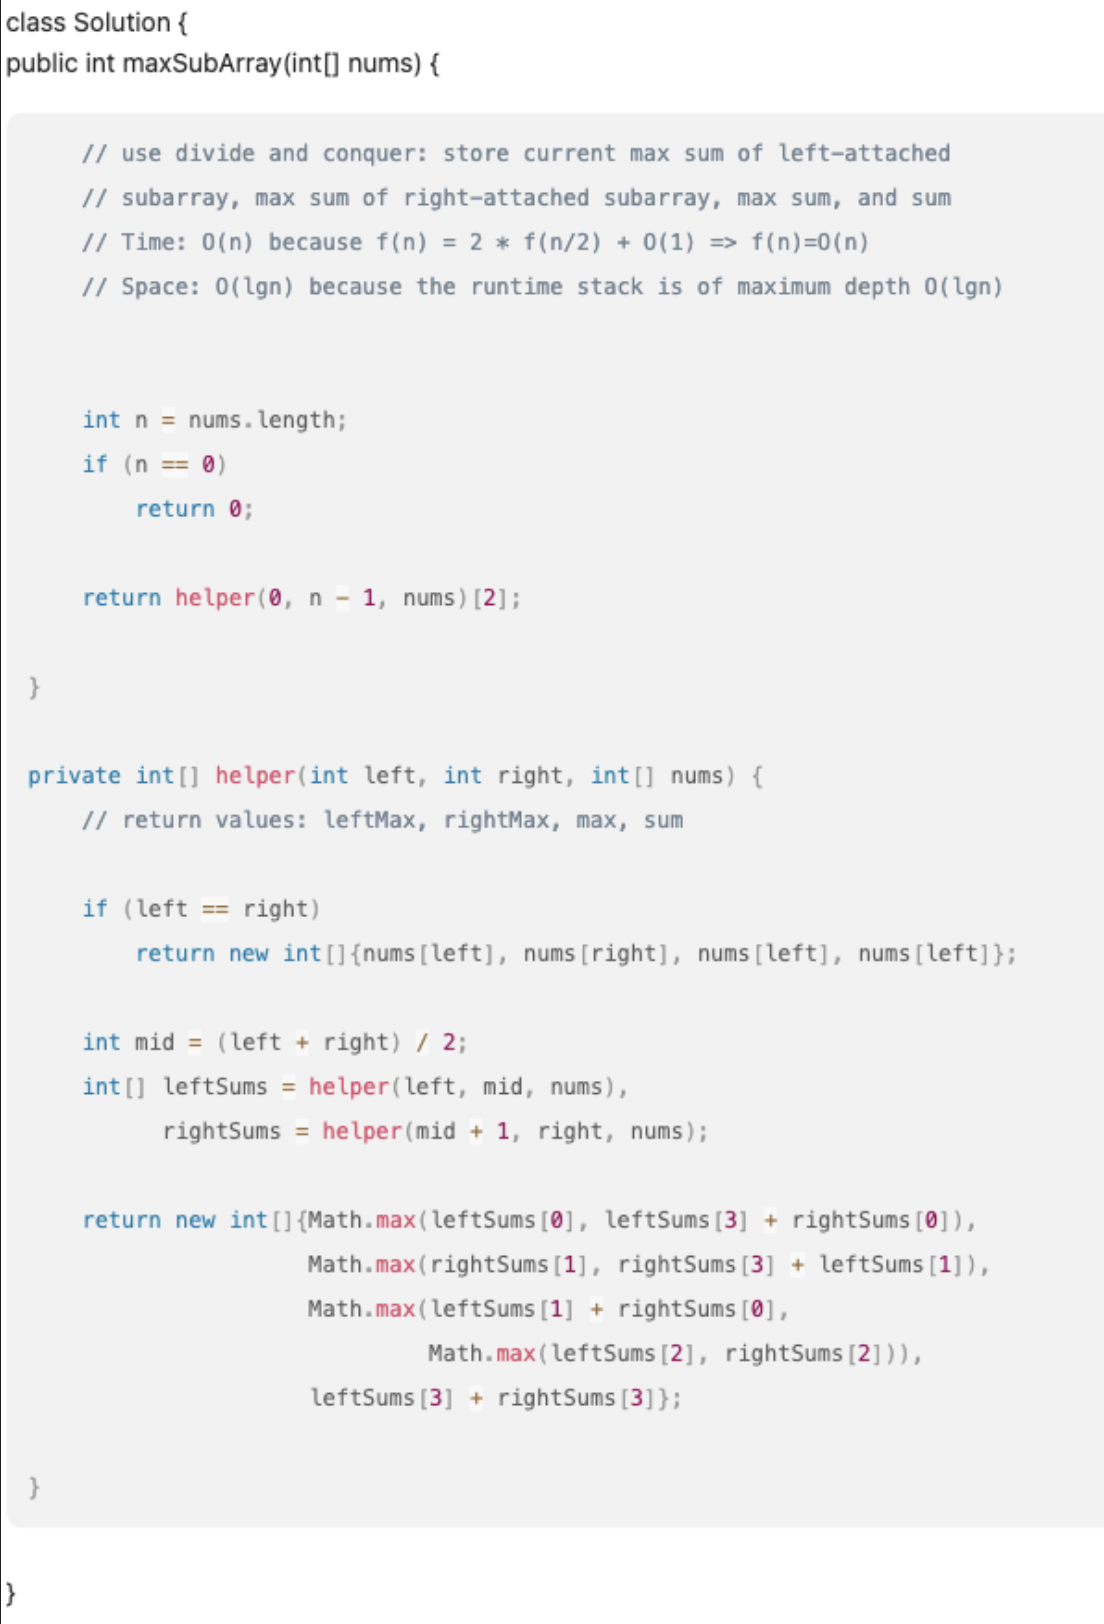 class Solution {
public int maxSubArray(int[] nums) {
// use divide and conquer: store current max sum of left-attached
// subarray, max sum of right-attached subarray, max sum, and sum
// Time: O(n) because f(n) = 2 * f(n/2) + O(1) => f(n)=O(n)
// Space: O(lgn) because the runtime stack is of maximum depth O(lgn)
int n = nums.length;
if (n == 0)
return 0;
return helper(0, n - 1, nums)[2];
}
private int[] helper(int left, int right, int[] nums) {
// return values: leftMax, rightMax, max, sum
if (left == right)
return new int[]{nums[left], nums[right], nums[left], nums[left]};
int mid = (left + right) / 2;
int[] leftSums = helper(left, mid, nums),
rightSums = helper(mid + 1, right, nums);
return new int[]{Math.max(leftSums[0], leftSums[3] + rightSums[0]),
Math.max(rightSums[1], rightSums[3] + leftSums[1]),
Math.max(leftSums[1] + rightSums[0],
Math.max(leftSums[2], rightSums[2])),
leftSums[3] + rightSums[3]};
}
}